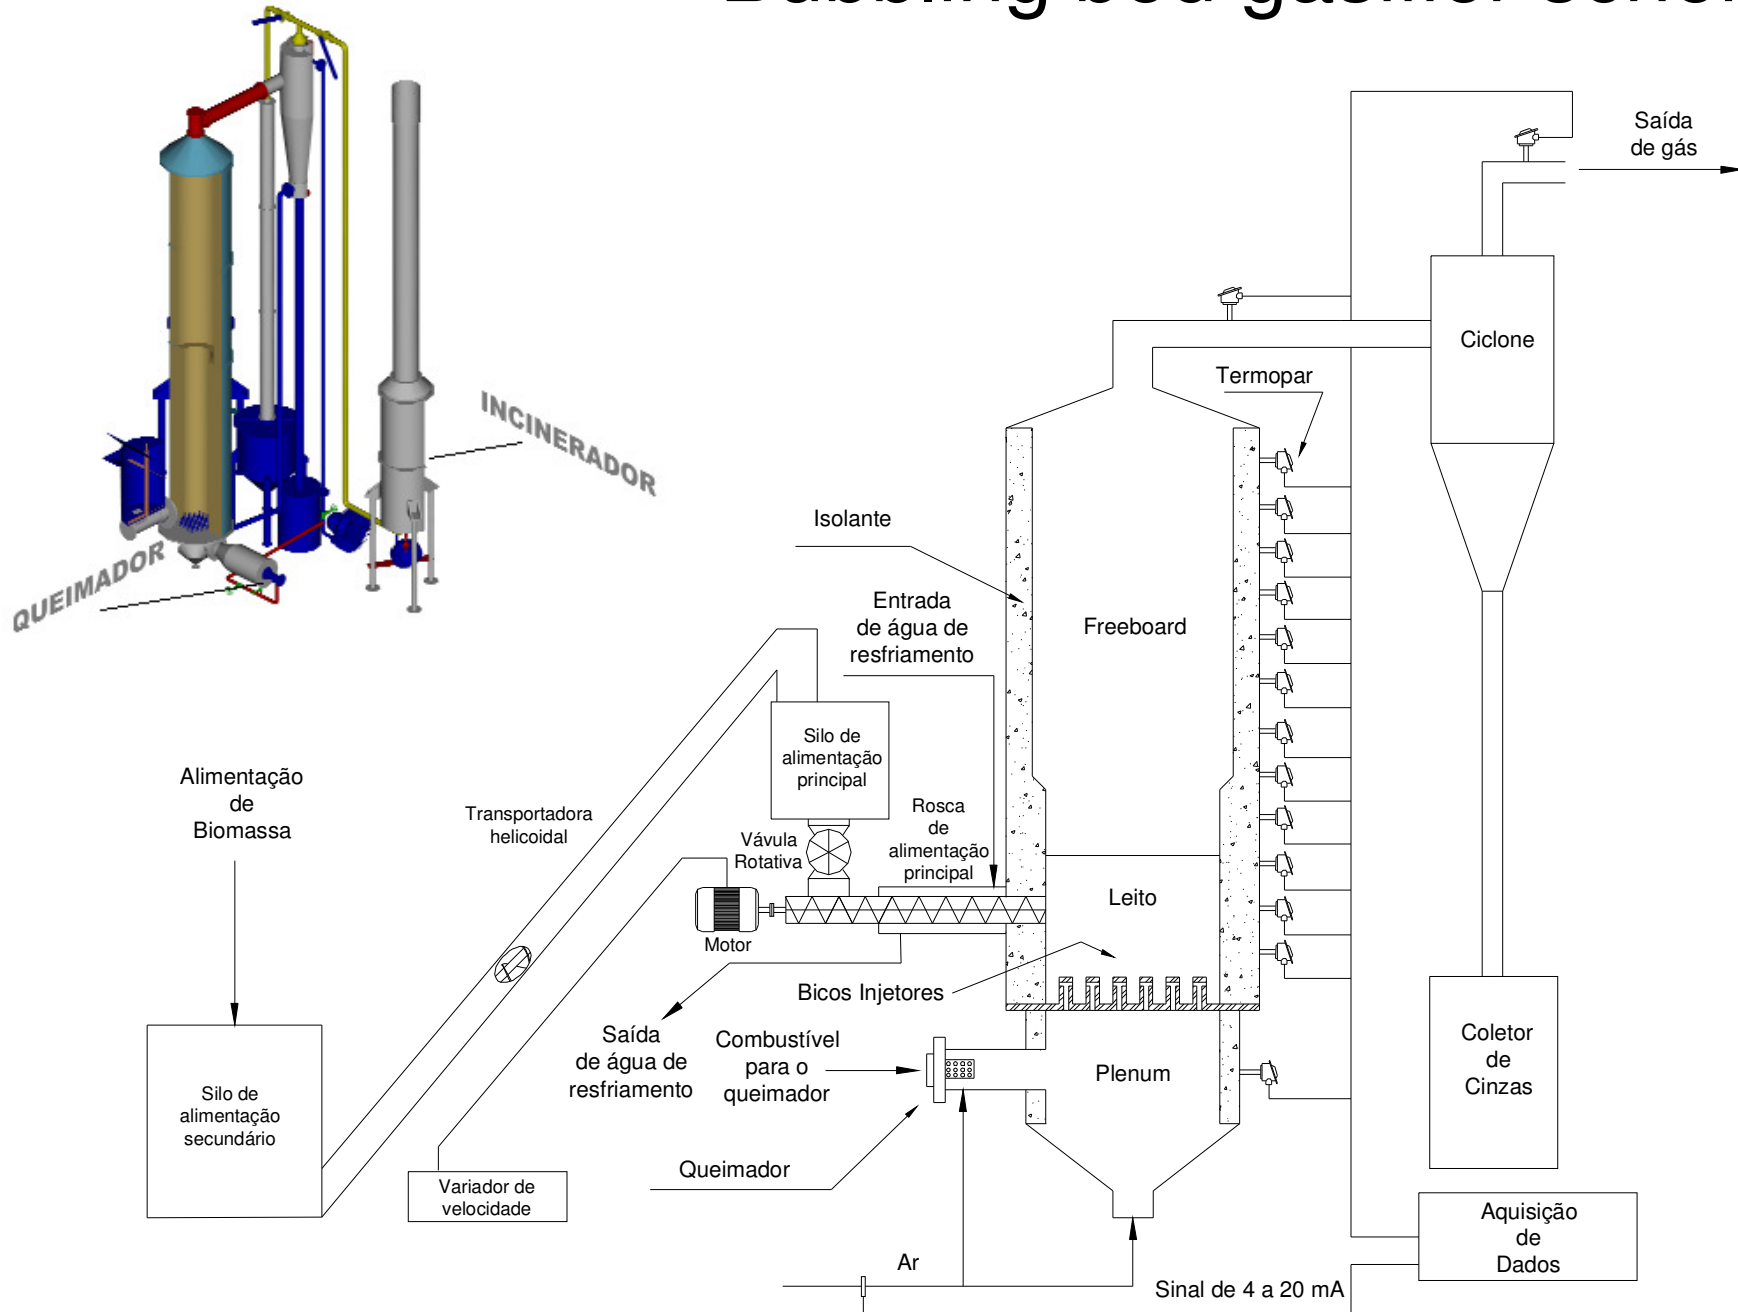 Bubbling bed gasifier
Saída
de gás
Ciclone
Termopar
INCINERADOR
QUEIMADOR
Isolante
Entrada
de água de
resfriamento
Freeboard
Silo de
alimentação
principal
Alimentação
de
Biomassa
Transportadora
helicoidal
Vávula
Rotativa
Rosca
de
alimentação
principal
Leito
Motor
Bicos Injetores
Saída
de água de
resfriamento
Combustível
para o
queimador
Plenum
Coletor
de
Cinzas
Silo de
alimentação
secundário
Queimador
Variador de
velocidade
Aquisição
de
Dados
Ar
Sinal de 4 a 20 mA